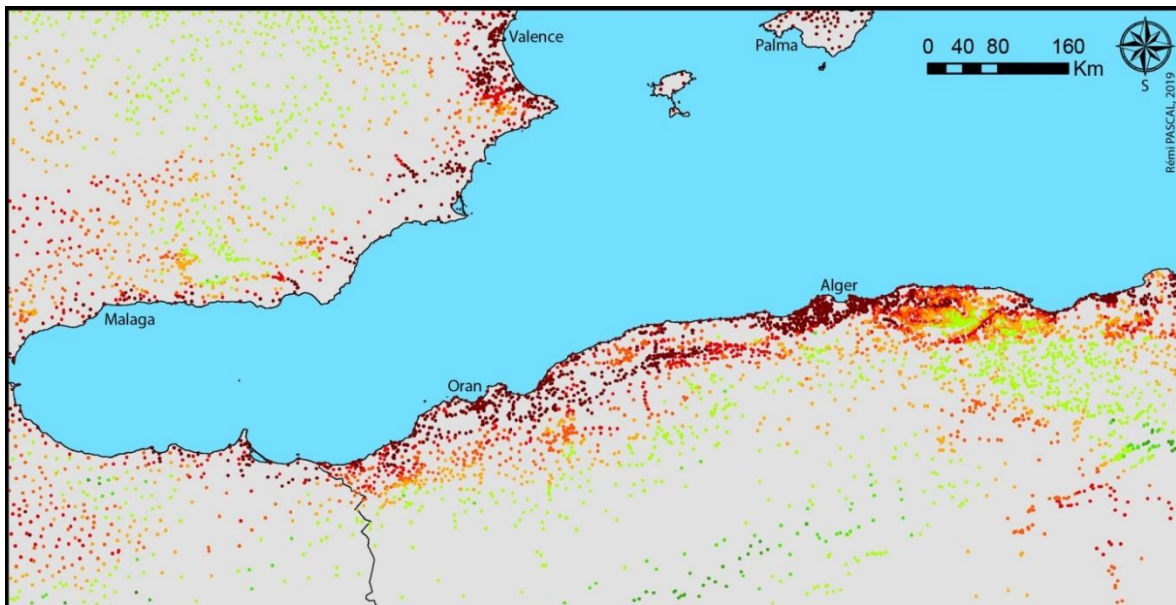 Valence
Palma
0 40 80 160
Km
S
Rémi PASCAL, 2019
Malaga
Alger
Oran